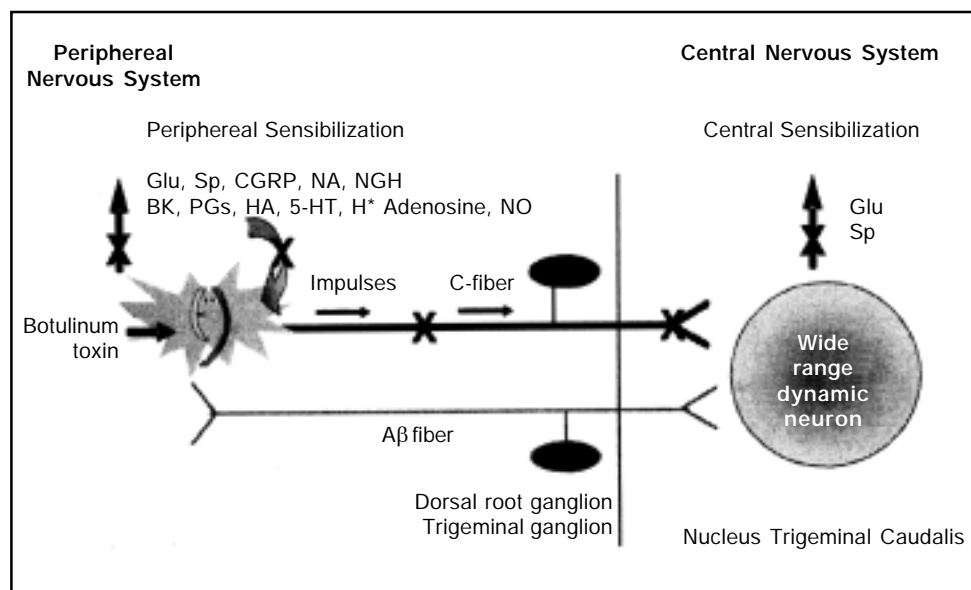 Periphereal
Nervous System
Central Nervous System
Periphereal Sensibilization
Central Sensibilization
Glu, Sp, CGRP, NA, NGH
BK, PGs, HA, 5-HT, H* Adenosine, NO
Glu
Sp
Impulses
C-fiber
Botulinum
toxin
Wide
range
dynamic
neuron
Aβ fiber
Dorsal root ganglion
Trigeminal ganglion
Nucleus Trigeminal Caudalis